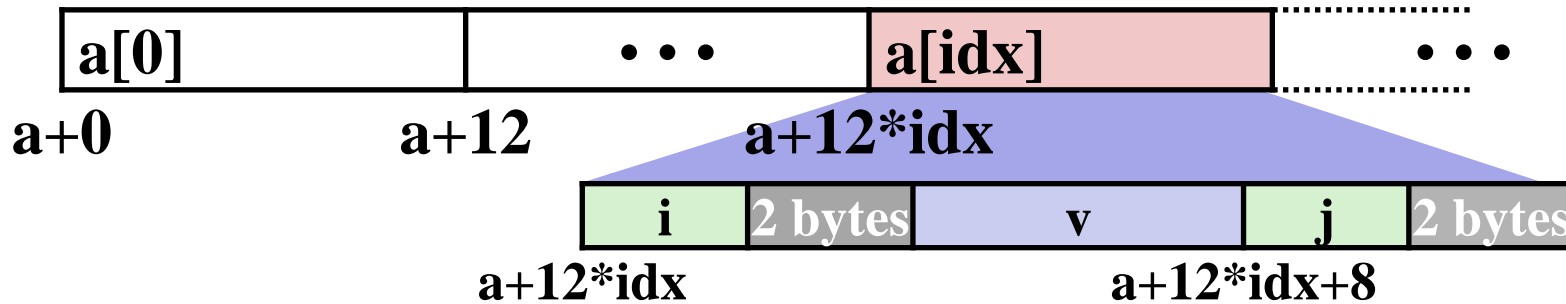 a[0] • • • a[idx] • • •
a+0 a+12 a+12*idx
i 2 bytes v j 2 bytes
a+12*idx a+12*idx+8